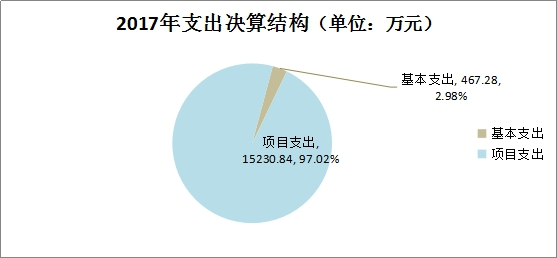 2017年支出决算结构（单位：万元）
基本支出, 467.28,
2.98%
项目支出,
15230.84, 97.02%
基本支出
项目支出